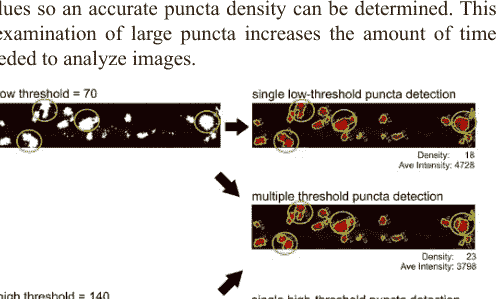 lues so an accurate puncta density can be determined. This
examination of large puncta increases the amount of time
eded to analyze images.
low threshold = 70
single low-threshold puncta detection
Density: 18
Ave Intensity: 4728
multiple threshold puncta detection
Density: 23
Ave Intensity: 3798
high threshold = 140
single high-threshold puncta detection